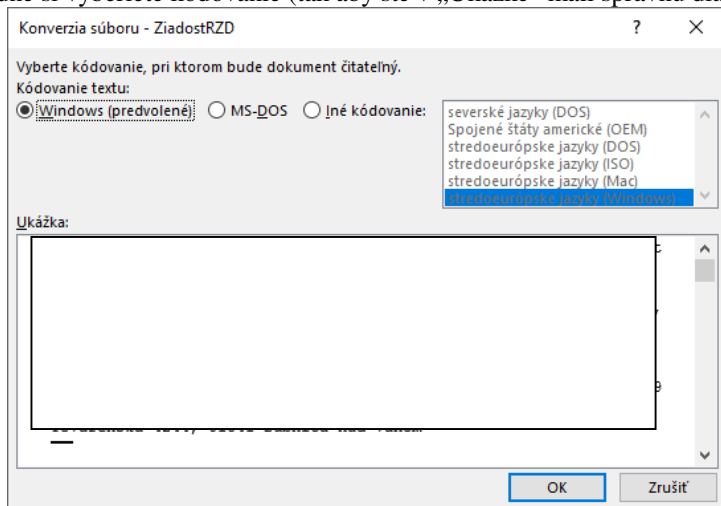 Konverzia súboru - ZiadostRZD
Vyberte kódovanie, pri ktorom bude dokument čitateľný.
Kódovanie textu:
Windows (predvolené) MS-DOS Iné kódovanie:
severské jazyky (DOS)
Spojené štáty americké (OEM)
stredoeurópske jazyky (DOS)
stredoeurópske jazyky (ISO)
stredoeurópske jazyky (Mac)
stredoeurópske jazyky (Windows)
Ukážka:
OK Zrušiť